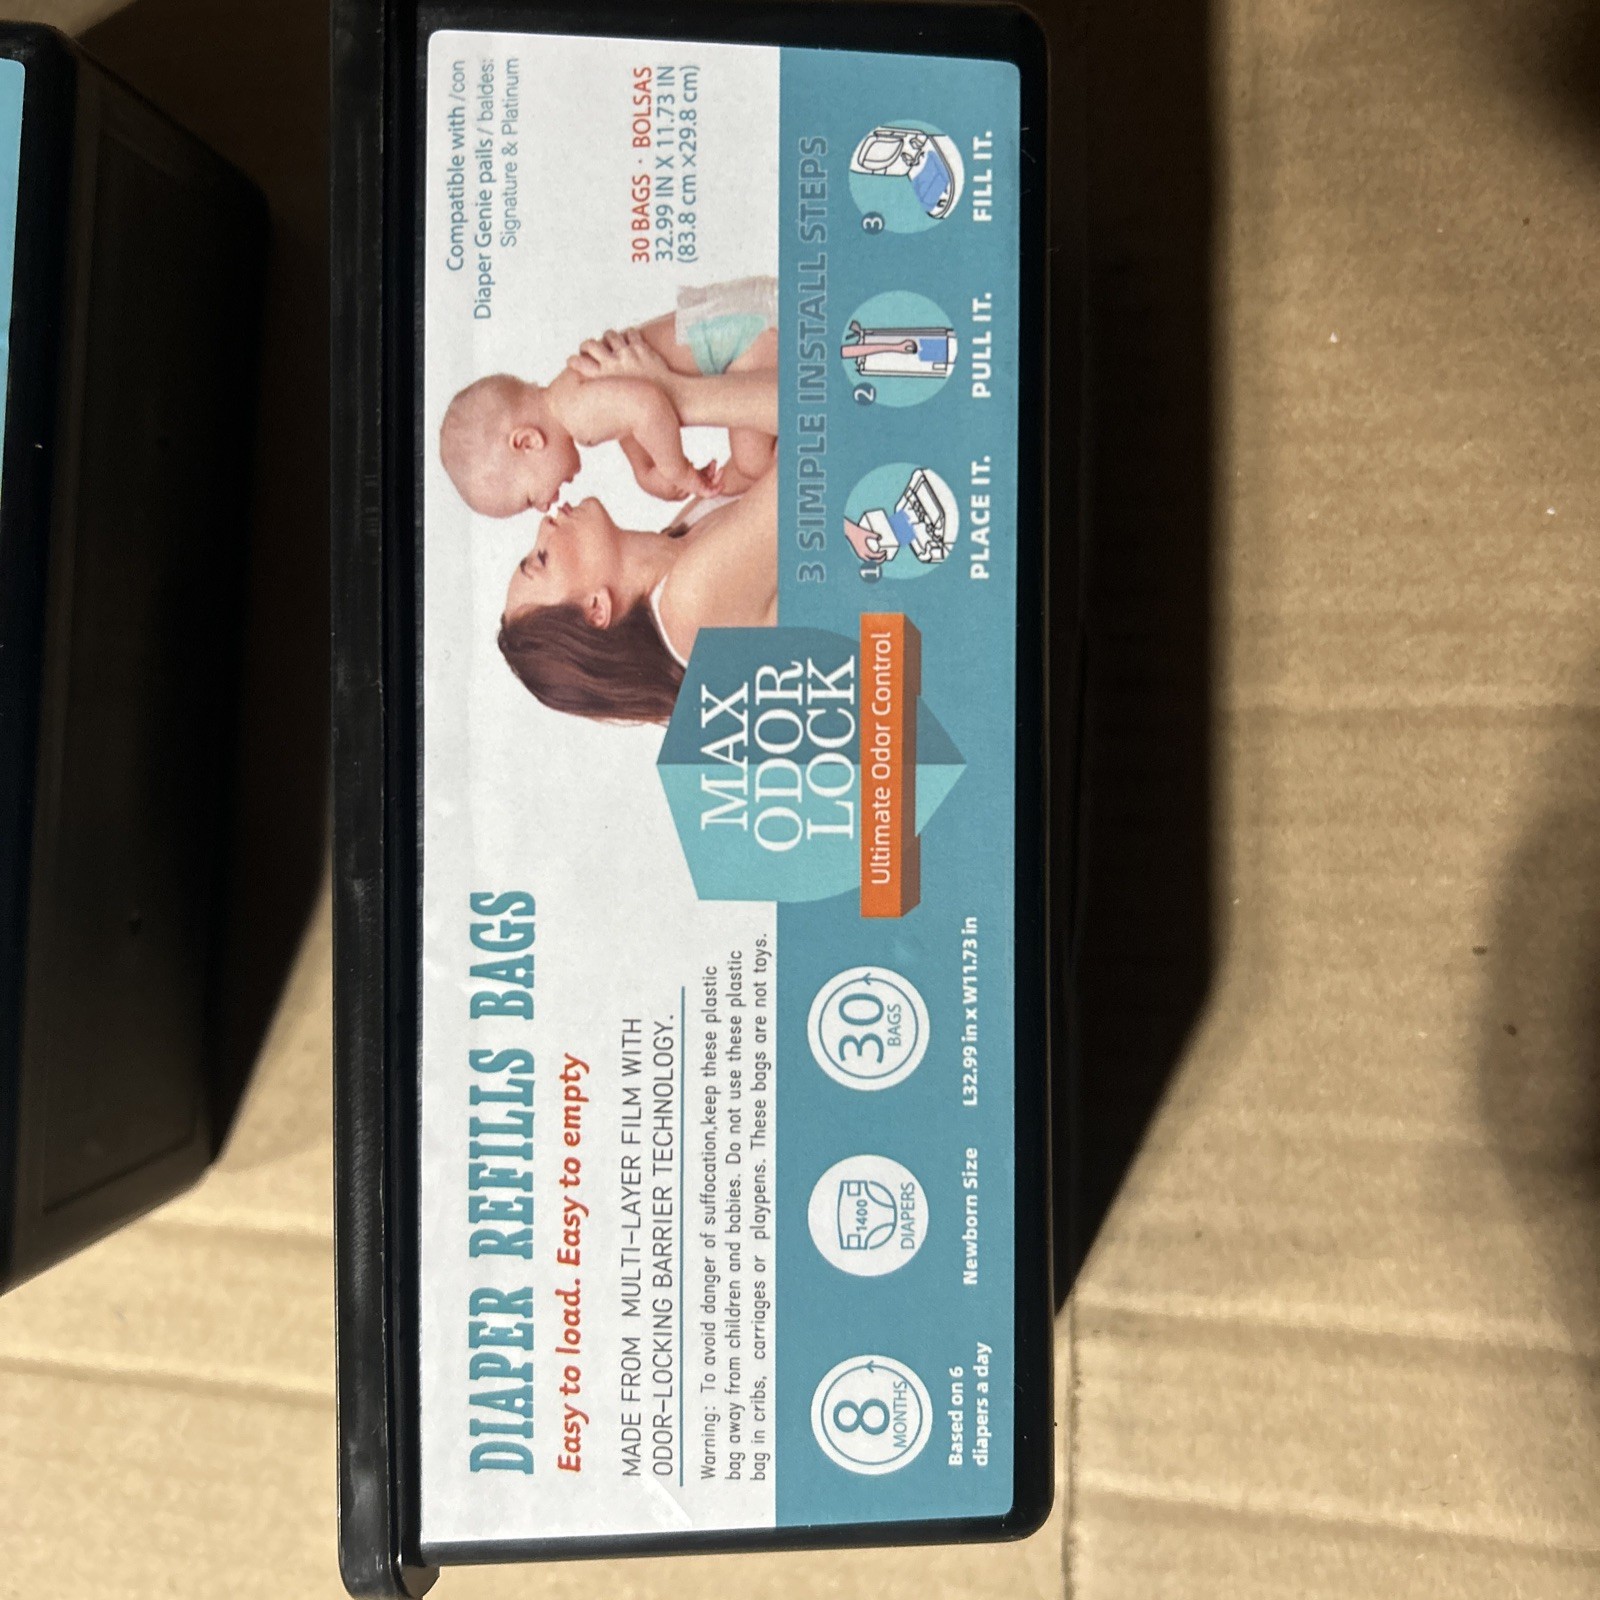 DIAPER REFILLS BAGS
Easy to load. Easy to empty
MADE FROM MULTI-LAYER FILM WITH
ODOR-LOCKING BARRIER TECHNOLOGY.
Warning: To avoid danger of suffocation,keep these plastic
bag away from children and babies. Do not use these plastic
bag in cribs, carriages or playpens. These bags are not toys.
Compatible with /con
Diaper Genie pails / baldes:
Signature & Platinum
30 BAGS · BOLSAS
32.99 IN X 11.73 IN
(83.8 cm ×29.8 cm)
MAX
ODOR
LOCK
Ultimate Odor Control
8
MONTHS
Based on 6
diapers a day
1400
DIAPERS
Newborn Size
30
BAGS
L32.99 in x W11.73 in
3 SIMPLE INSTALL STEPS
1
PLACE IT.
2
PULL IT.
3
FILL IT.